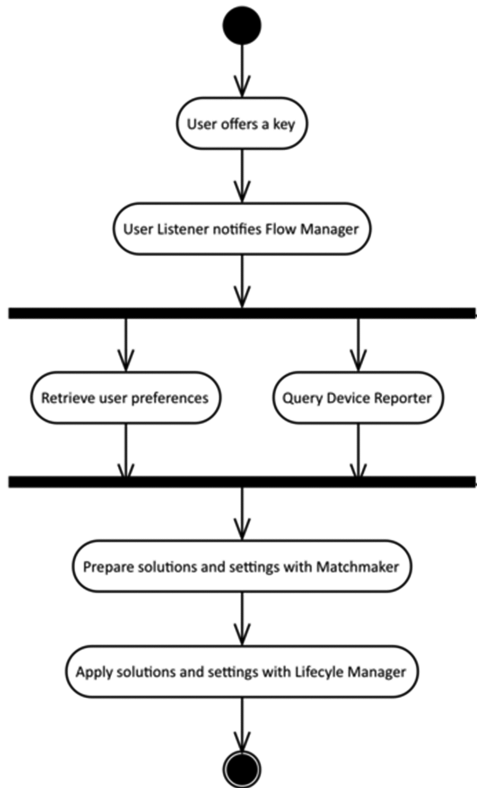 User offers a key
User Listener notifies Flow Manager
Retrieve user preferences
Query Device Reporter
Prepare solutions and settings with Matchmaker
Apply solutions and settings with Lifecyle Manager